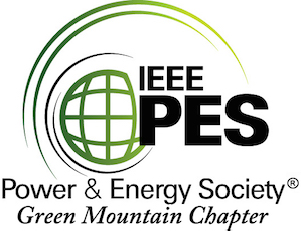 IEEE
PES
Power & Energy Society®
Green Mountain Chapter